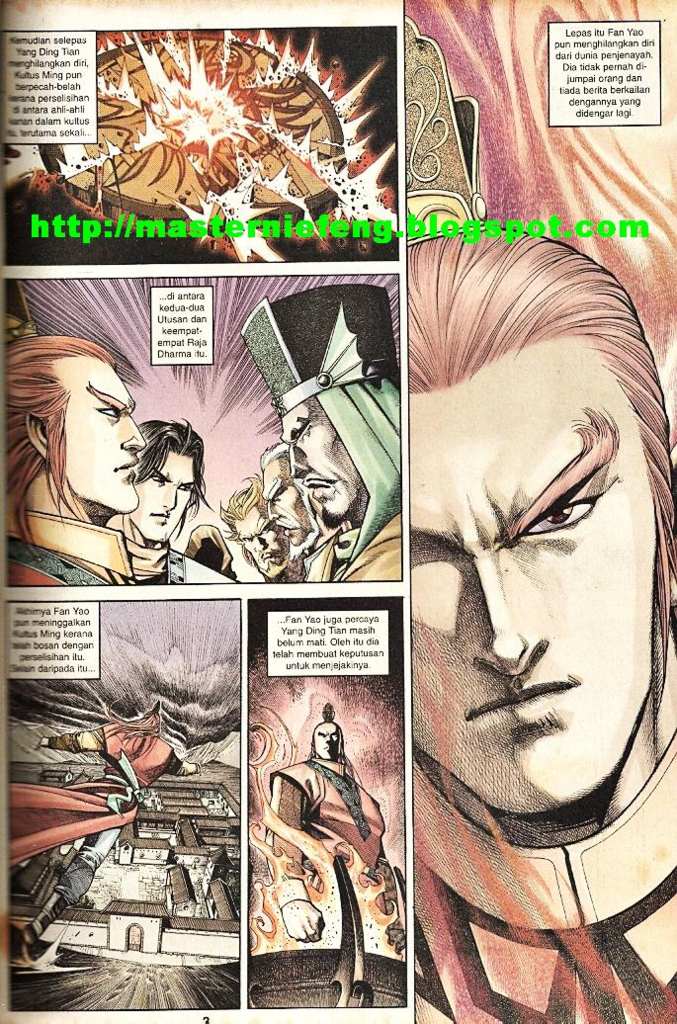 Kemudian selepas
Yang Ding Tian
menghilangkan diri,
Kultus Ming pun
berpecah-belah
kerana perselisihan
di antara ahli-ahli
kanan dalam kultus
itu, terutama sekali...
Lepas itu Fan Yao
pun menghilangkan diri
dari dunia penjenayah.
Dia tidak pernah di-
jumpai orang dan
tiada berita berkaitan
dengannya yang
didengar lagi.
http://masterniefeng.blogspot.com
...di antara
kedua-dua
Utusan dan
keempat-
empat Raja
Dharma itu.
Akhirnya Fan Yao
pun meninggalkan
Kultus Ming kerana
telah bosan dengan
perselisihan itu.
Selain daripada itu...
...Fan Yao juga percaya
Yang Ding Tian masih
belum mati. Oleh itu dia
telah membuat keputusan
untuk menjejakinya.
3